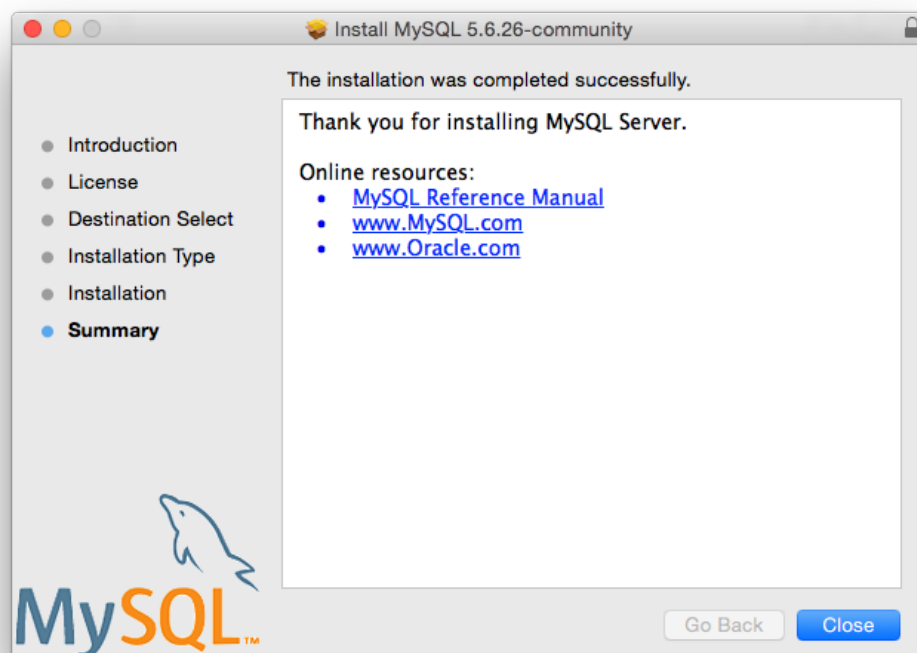 Install MySQL 5.6.26-community
The installation was completed successfully.
Introduction
License
Destination Select
Installation Type
Installation
Summary
Thank you for installing MySQL Server.
Online resources:
• MySQL Reference Manual
• www.MySQL.com
• www.Oracle.com
MySQL™
Go Back
Close